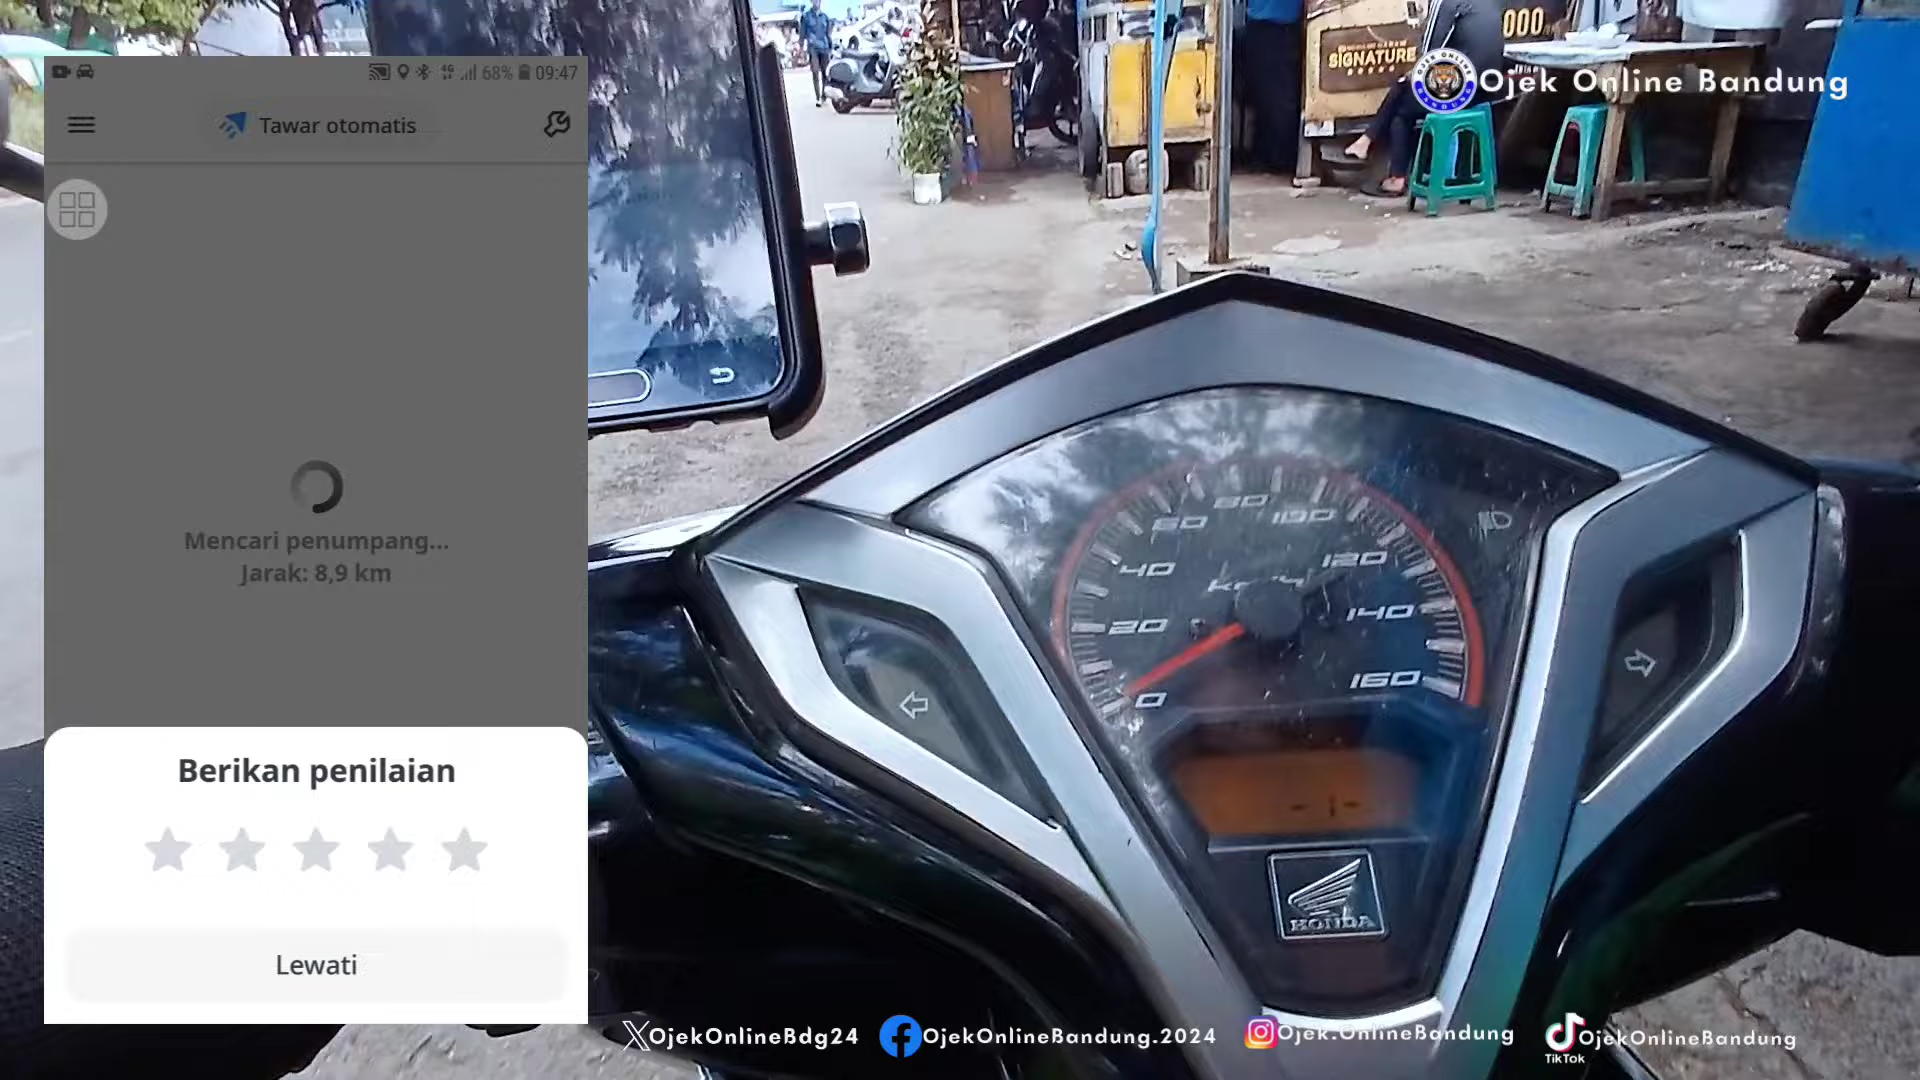 68% 09:47
Tawar otomatis
Mencari penumpang...
Jarak: 8,9 km
Berikan penilaian
Lewati
SIGNATURE
000
Ojek Online Bandung
0
20
40
60
80
100
120
140
160
HONDA
OjekOnlineBdg24
OjekOnlineBandung.2024
Ojek.OnlineBandung
OjekOnlineBandung
TikTok